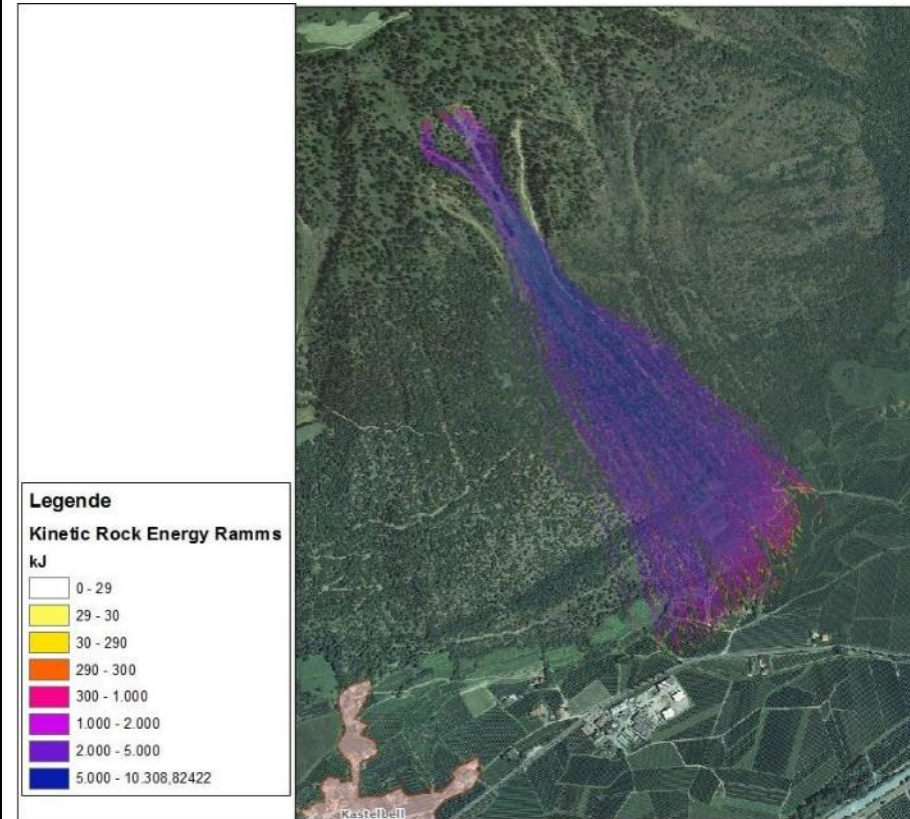 Legende
Kinetic Rock Energy Ramms
kJ
0 - 29
29 - 30
30 - 290
290 - 300
300 - 1.000
1.000 - 2.000
2.000 - 5.000
5.000 - 10.308,82422
Kastelbell